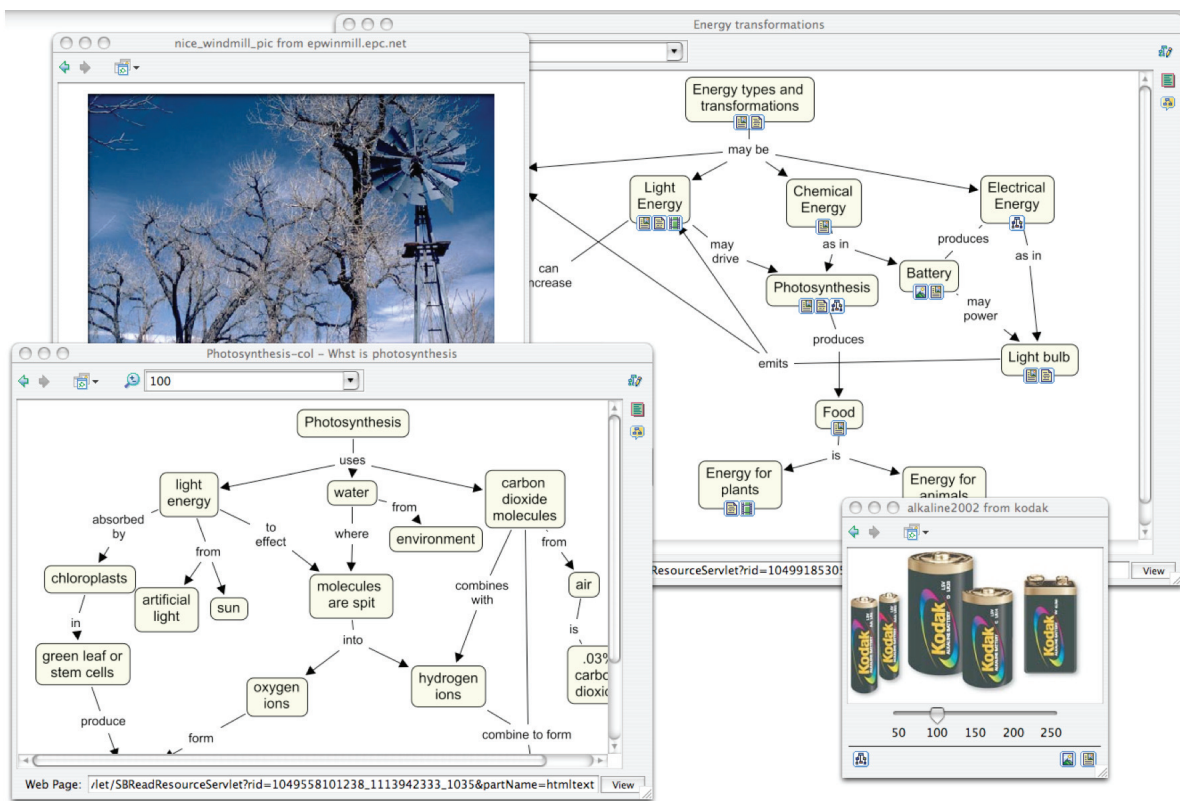 Energy transformations
nice_windmill_pic from epwinmill.epc.net
Energy types and
transformations
may be
Light
Energy
Chemical
Energy
Electrical
Energy
can
may
drive
as in
produces
as in
Photosynthesis
Battery
may
power
produces
emits
Light bulb
Food
is
Energy for
plants
Energy for
animals
Photosynthesis-col – Whst is photosynthesis
100
Photosynthesis
uses
light
energy
water
carbon
dioxide
molecules
absorbed
by
to
effect
from
where
from
environment
from
chloroplasts
artificial
light
sun
molecules
are spit
combines
with
air
in
into
is
green leaf or
stem cells
oxygen
ions
hydrogen
ions
.03%
produce
form
combine to form
Web Page: /let/SBReadResourceServlet?rid=1049558101238_1113942333_1035&partName=htmltext View
ResourceServlet?rid=10499185305 View
alkaline2002 from kodak
Kodak
Kodak
Kodak
Kodak
Kodak
50 100 150 200 250